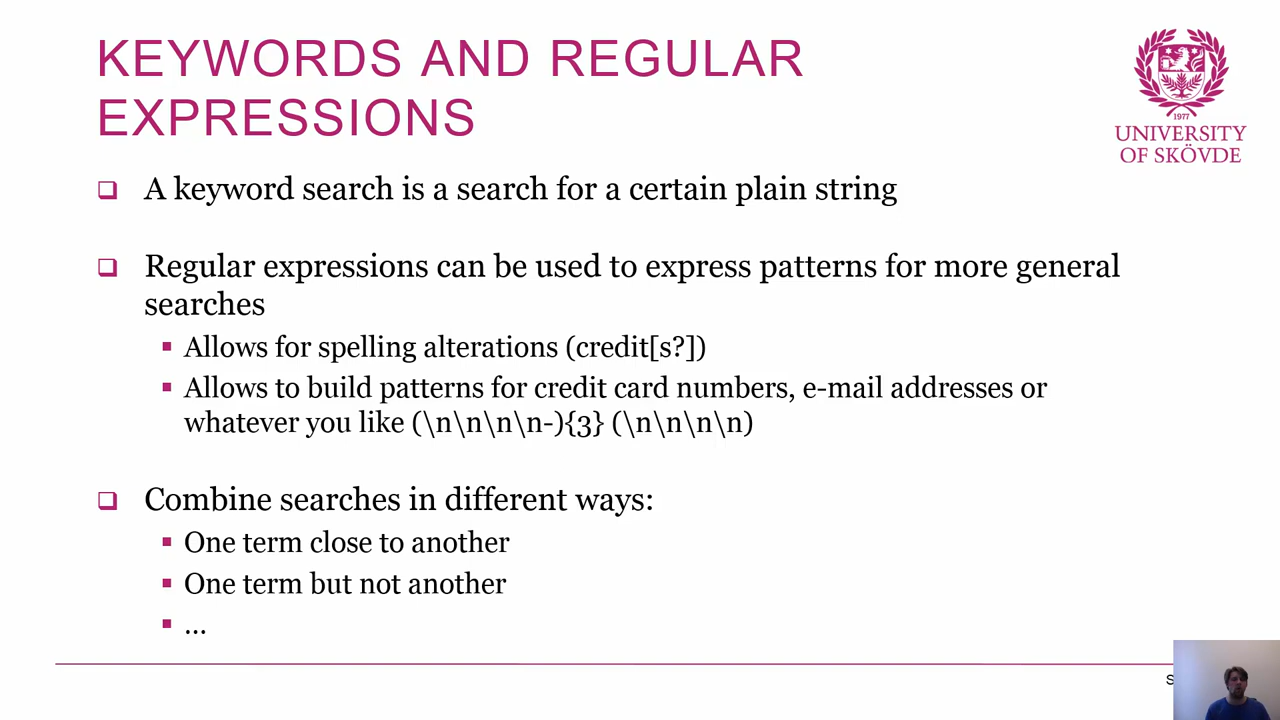 KEYWORDS AND REGULAR
EXPRESSIONS
1977
UNIVERSITY
OF SKÖVDE
A keyword search is a search for a certain plain string
Regular expressions can be used to express patterns for more general
searches
Allows for spelling alterations (credit[s?])
Allows to build patterns for credit card numbers, e-mail addresses or
whatever you like (\n\n\n\n-){3} (\n\n\n\n)
Combine searches in different ways:
One term close to another
One term but not another
...